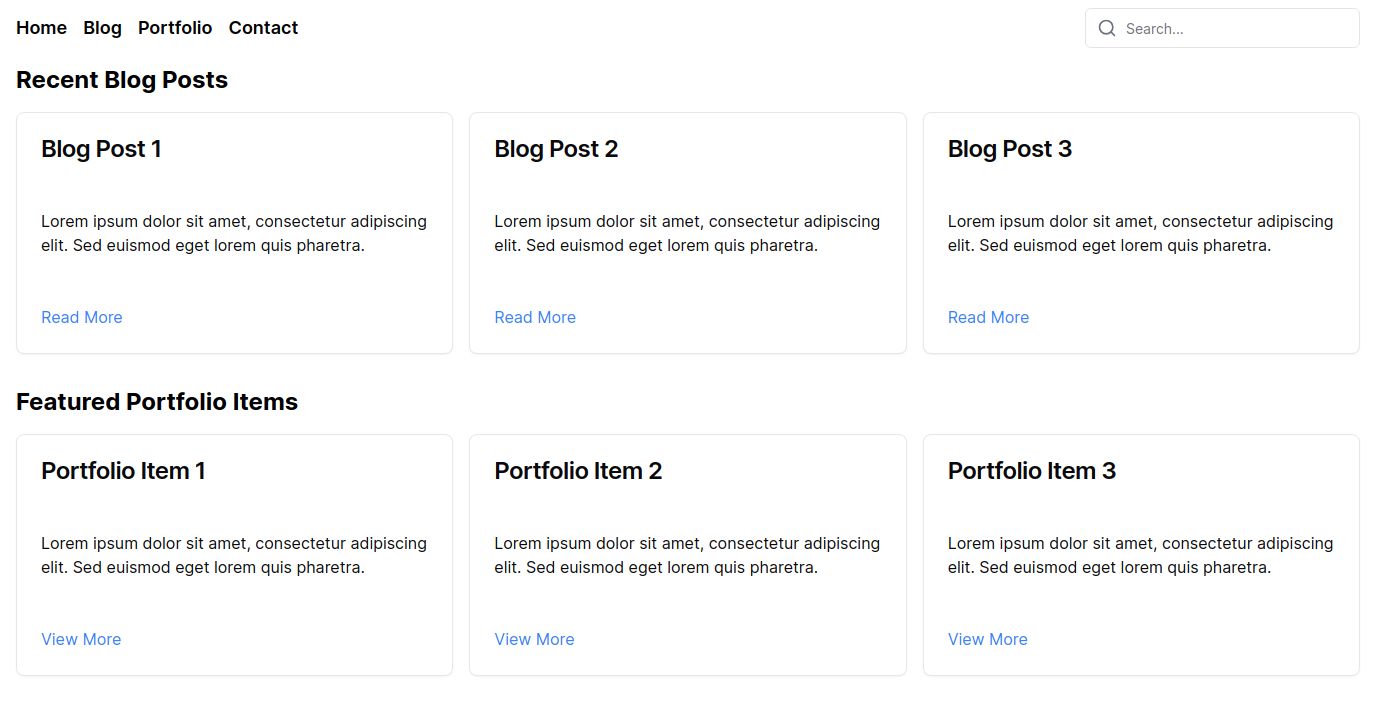 Home Blog Portfolio Contact Search...
Recent Blog Posts
Blog Post 1
Lorem ipsum dolor sit amet, consectetur adipiscing
elit. Sed euismod eget lorem quis pharetra.
Read More
Blog Post 2
Lorem ipsum dolor sit amet, consectetur adipiscing
elit. Sed euismod eget lorem quis pharetra.
Read More
Blog Post 3
Lorem ipsum dolor sit amet, consectetur adipiscing
elit. Sed euismod eget lorem quis pharetra.
Read More
Featured Portfolio Items
Portfolio Item 1
Lorem ipsum dolor sit amet, consectetur adipiscing
elit. Sed euismod eget lorem quis pharetra.
View More
Portfolio Item 2
Lorem ipsum dolor sit amet, consectetur adipiscing
elit. Sed euismod eget lorem quis pharetra.
View More
Portfolio Item 3
Lorem ipsum dolor sit amet, consectetur adipiscing
elit. Sed euismod eget lorem quis pharetra.
View More